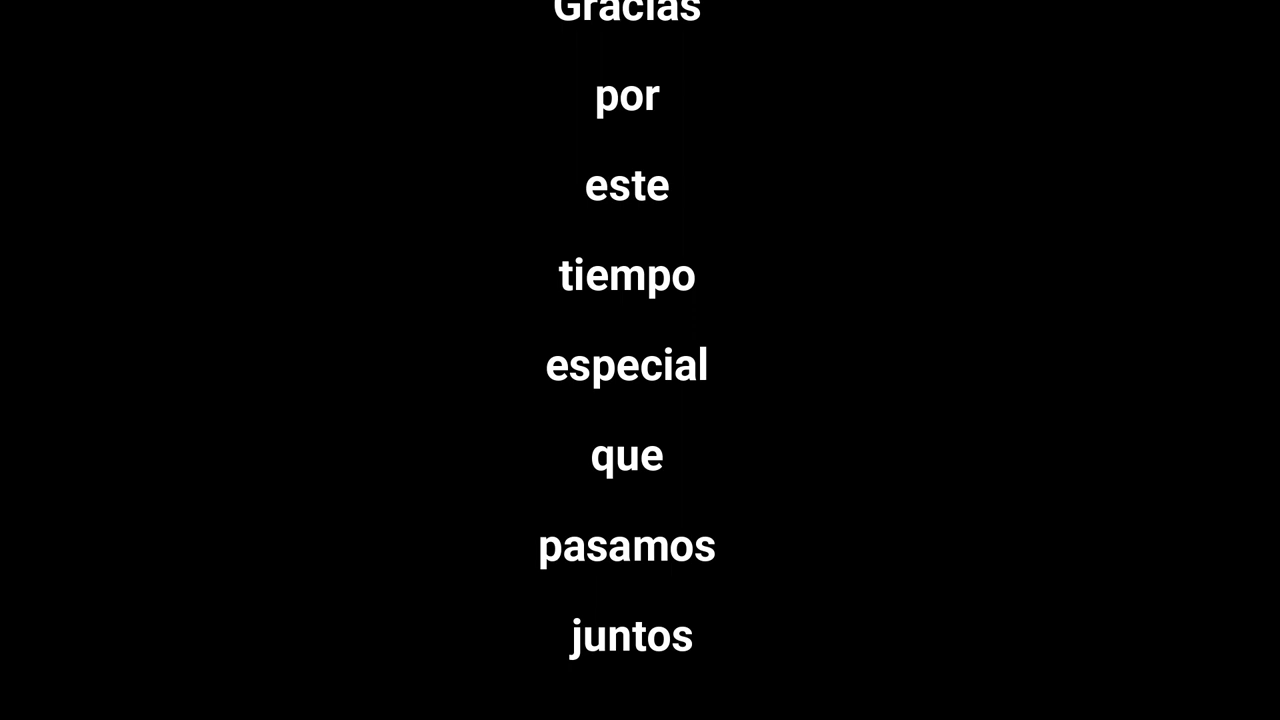 Gracias
por
este
tiempo
especial
que
pasamos
juntos